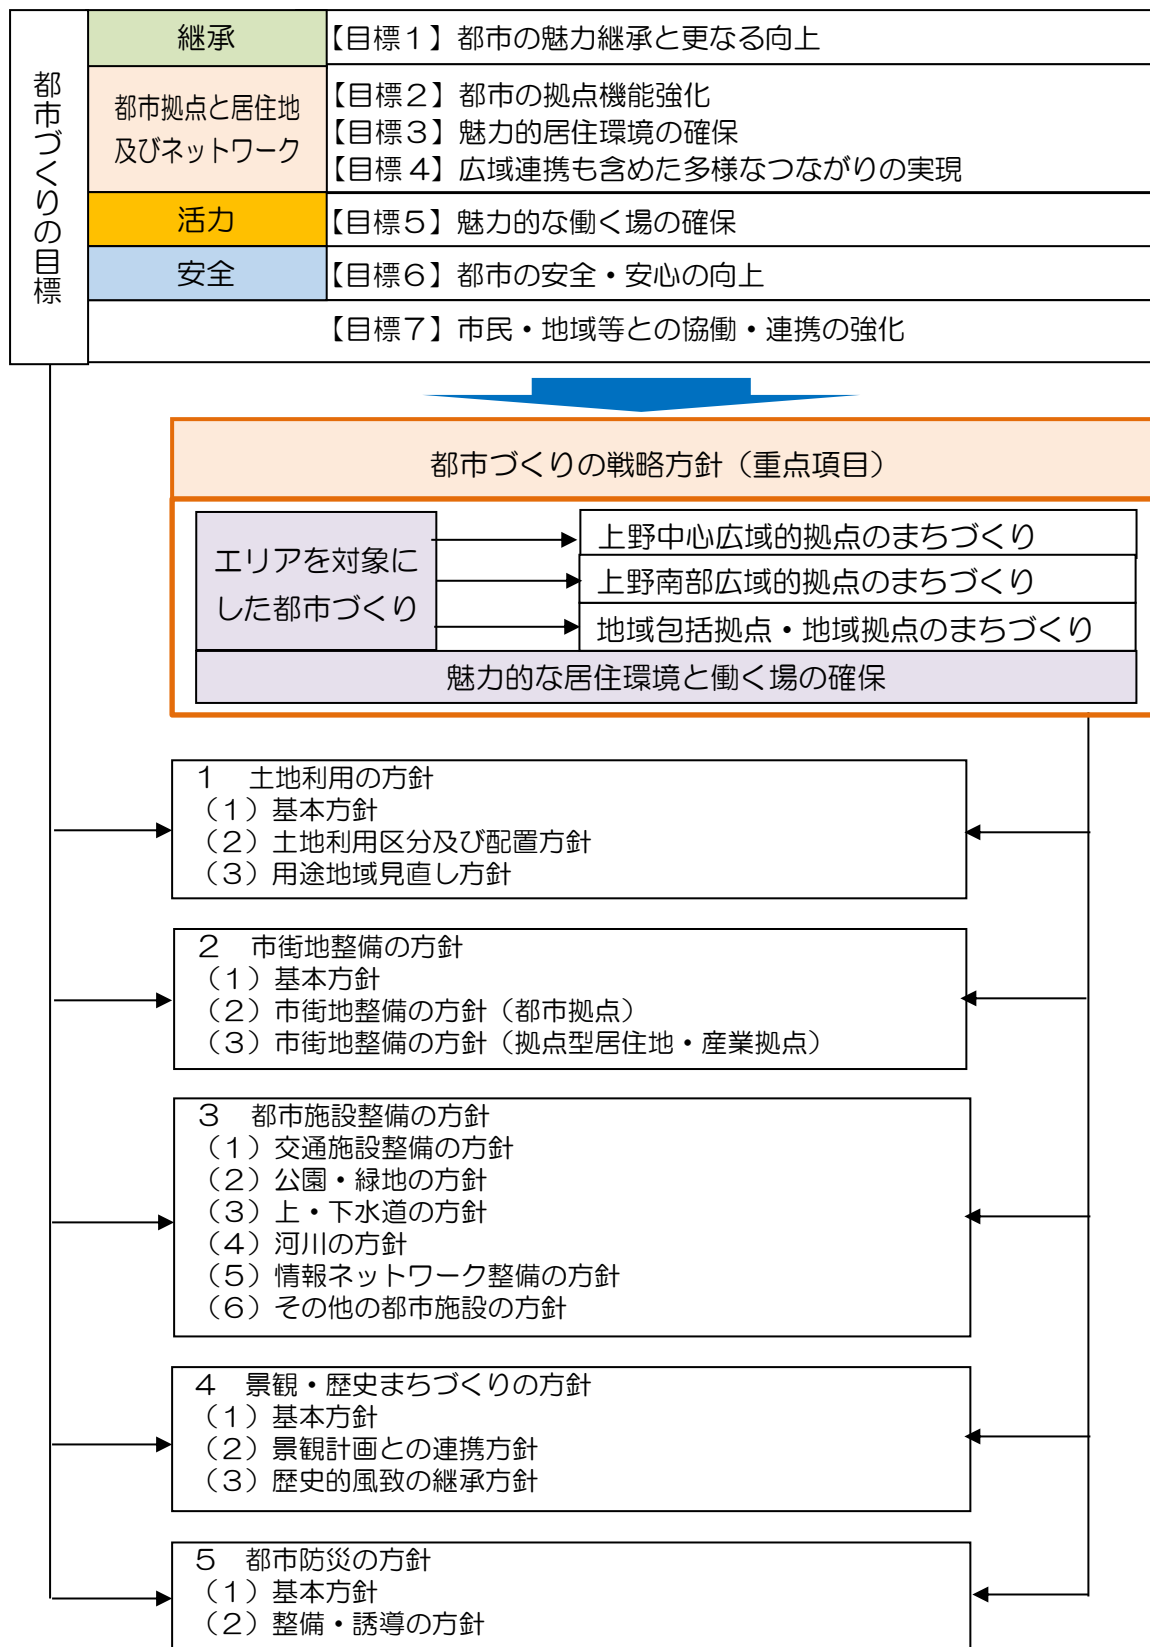 都市づくりの目標
継承
【目標１】都市の魅力継承と更なる向上
都市拠点と居住地
及びネットワーク
【目標２】都市の拠点機能強化
【目標３】魅力的居住環境の確保
【目標４】広域連携も含めた多様なつながりの実現
活力
【目標５】魅力的な働く場の確保
安全
【目標６】都市の安全・安心の向上
【目標７】市民・地域等との協働・連携の強化
都市づくりの戦略方針（重点項目）
エリアを対象に
した都市づくり
上野中心広域的拠点のまちづくり
上野南部広域的拠点のまちづくり
地域包括拠点・地域拠点のまちづくり
魅力的な居住環境と働く場の確保
１　土地利用の方針
（１）基本方針
（２）土地利用区分及び配置方針
（３）用途地域見直し方針
２　市街地整備の方針
（１）基本方針
（２）市街地整備の方針（都市拠点）
（３）市街地整備の方針（拠点型居住地・産業拠点）
３　都市施設整備の方針
（１）交通施設整備の方針
（２）公園・緑地の方針
（３）上・下水道の方針
（４）河川の方針
（５）情報ネットワーク整備の方針
（６）その他の都市施設の方針
４　景観・歴史まちづくりの方針
（１）基本方針
（２）景観計画との連携方針
（３）歴史的風致の継承方針
５　都市防災の方針
（１）基本方針
（２）整備・誘導の方針